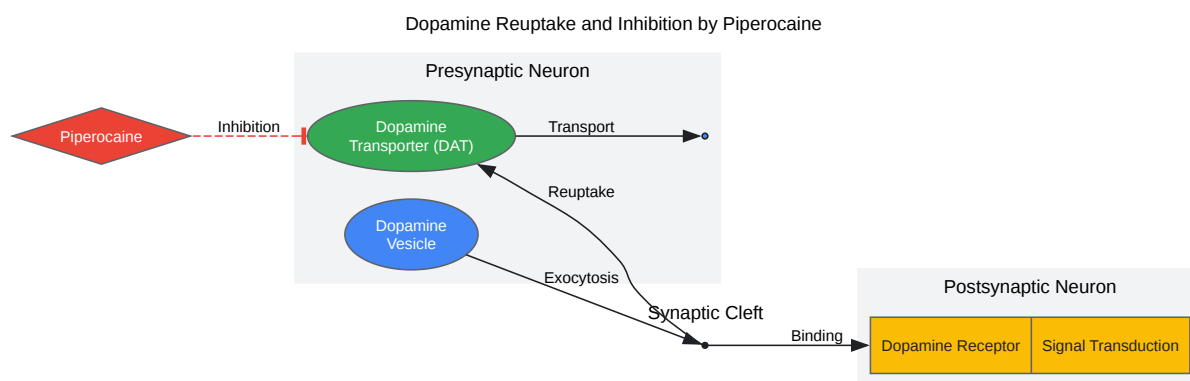 Dopamine Reuptake and Inhibition by Piperocaine
Presynaptic Neuron
Piperocaine
Inhibition
Dopamine
Transporter (DAT)
Transport
Reuptake
Dopamine
Vesicle
Exocytosis
Synaptic Cleft
Postsynaptic Neuron
Binding
Dopamine Receptor
Signal Transduction